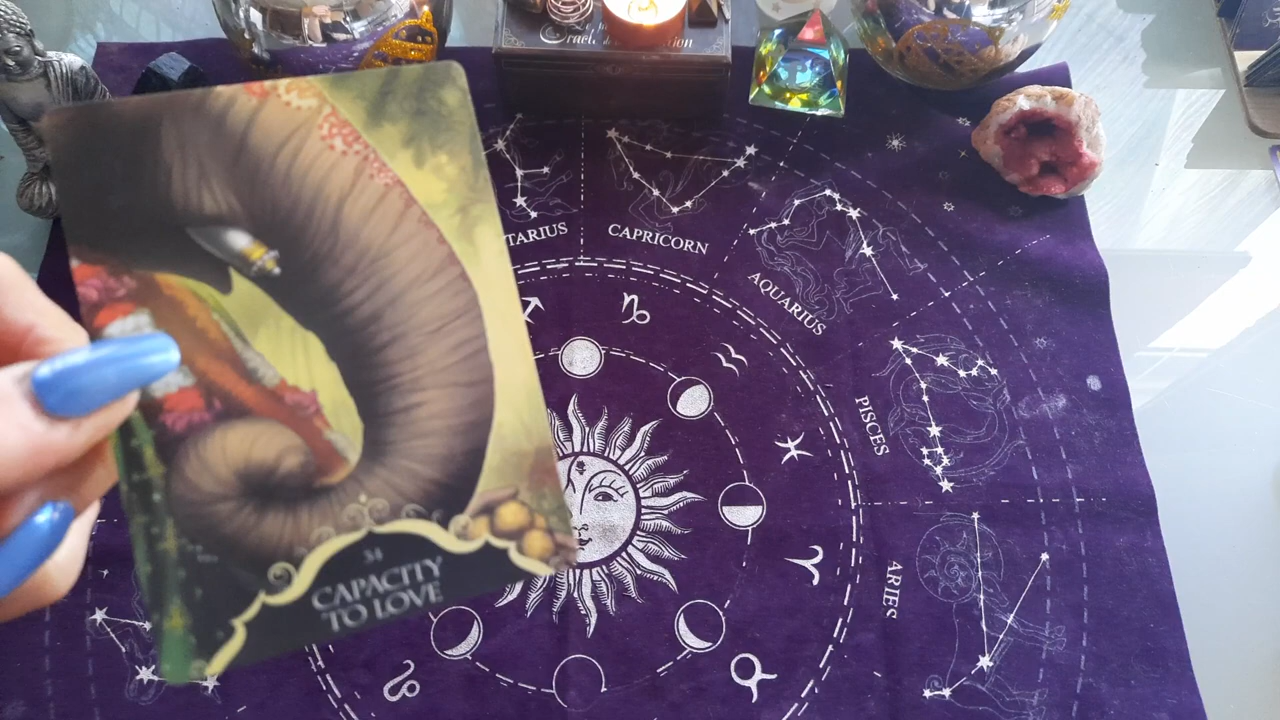 TARIUS
CAPRICORN
AQUARIUS
PISCES
ARIES
34
CAPACITY
TO LOVE